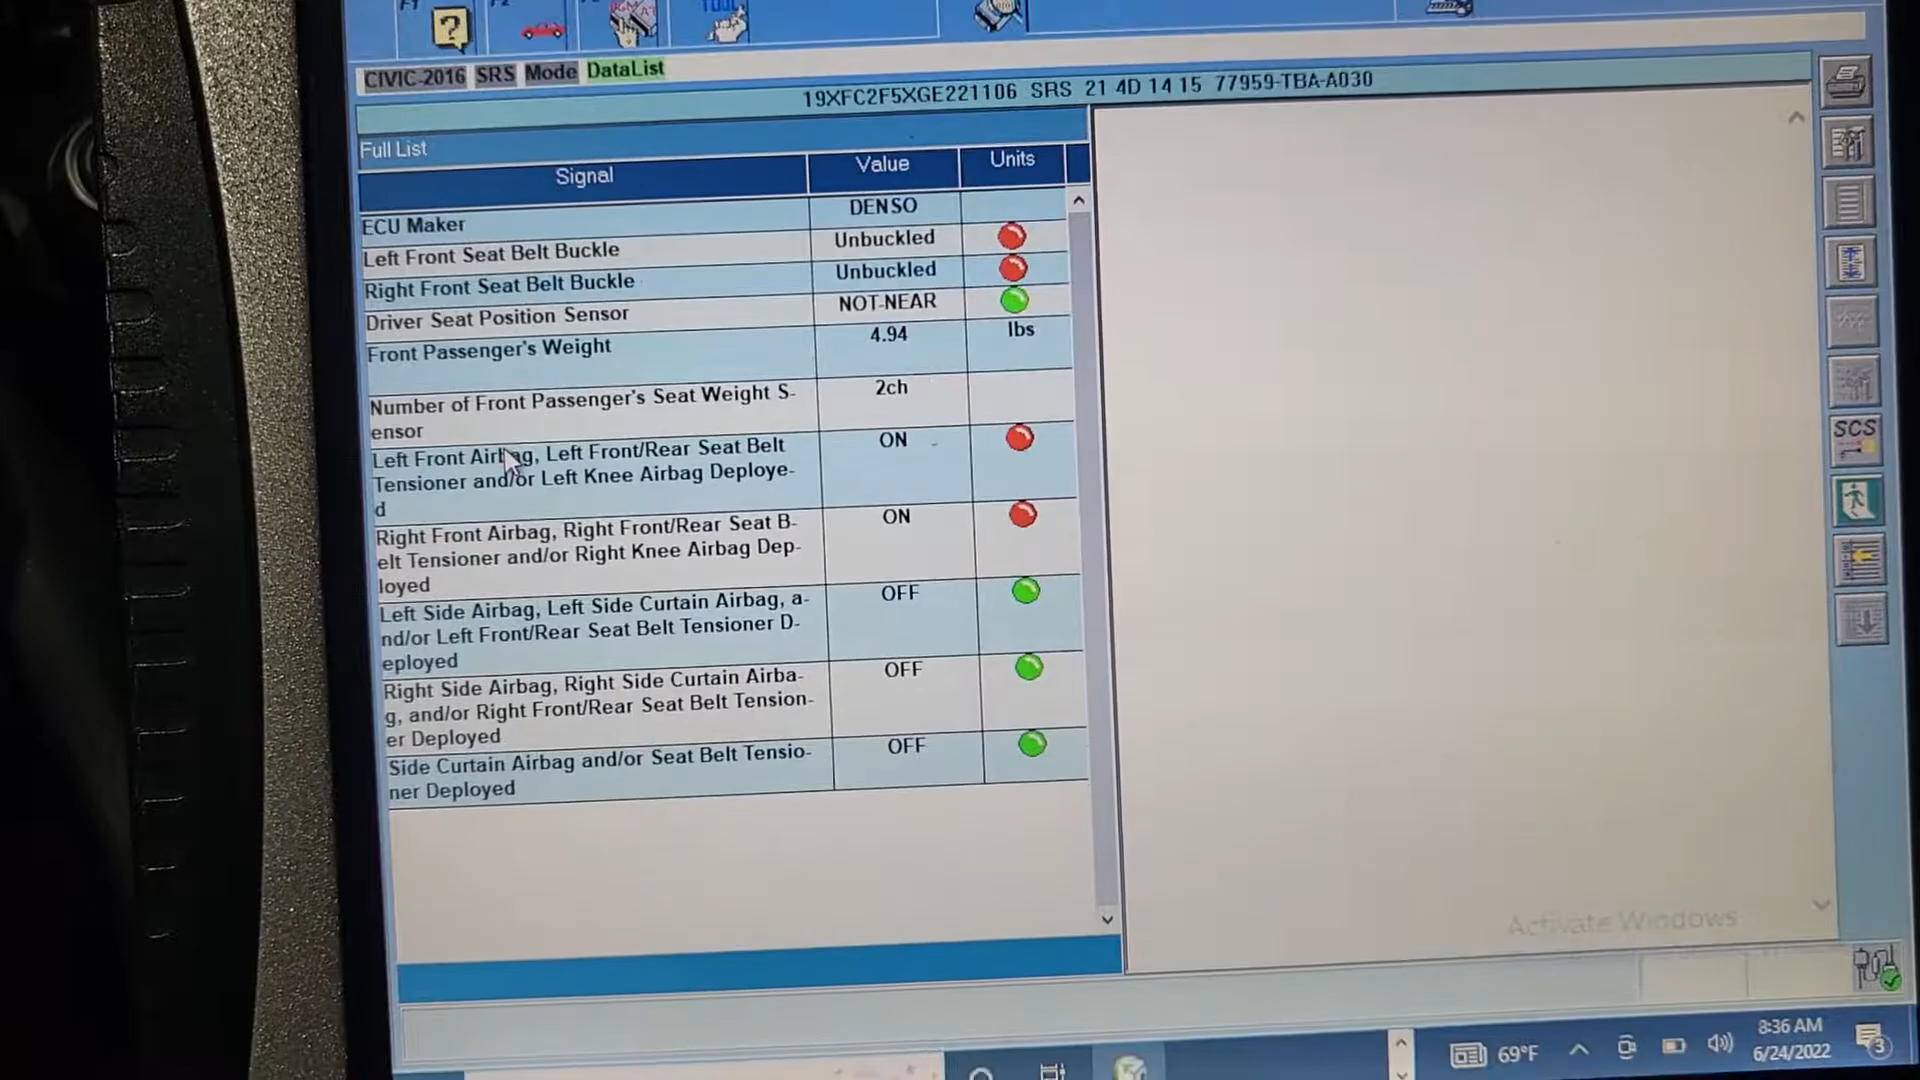 F1
F2
TOOL
CIVIC-2016 SRS Mode DataList
19XFC2F5XGE221106 SRS 21 4D 14 15 77959-TBA-A030
Full List
Signal Value Units
ECU Maker DENSO
Left Front Seat Belt Buckle Unbuckled
Right Front Seat Belt Buckle Unbuckled
Driver Seat Position Sensor NOT-NEAR
Front Passenger's Weight 4.94 lbs
Number of Front Passenger's Seat Weight S- 2ch
ensor
Left Front Airbag, Left Front/Rear Seat Belt ON
Tensioner and/or Left Knee Airbag Deploye-
d
Right Front Airbag, Right Front/Rear Seat B- ON
elt Tensioner and/or Right Knee Airbag Dep-
loyed
Left Side Airbag, Left Side Curtain Airbag, a- OFF
nd/or Left Front/Rear Seat Belt Tensioner D-
eployed
Right Side Airbag, Right Side Curtain Airba- OFF
g, and/or Right Front/Rear Seat Belt Tension-
er Deployed
Side Curtain Airbag and/or Seat Belt Tensio- OFF
ner Deployed
SCS
Activate Windows
69°F
8:36 AM
6/24/2022
3